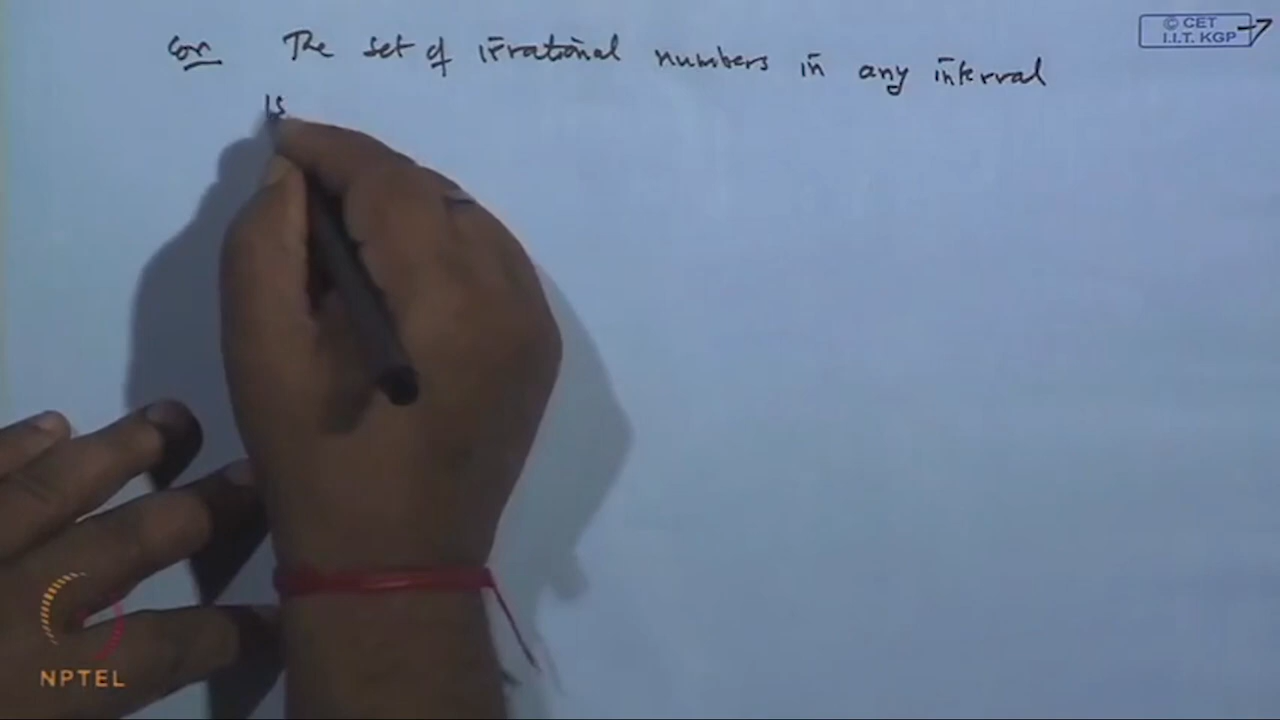 Cor The set of irrational numbers in any interval
is
© CET
I.I.T. KGP
NPTEL